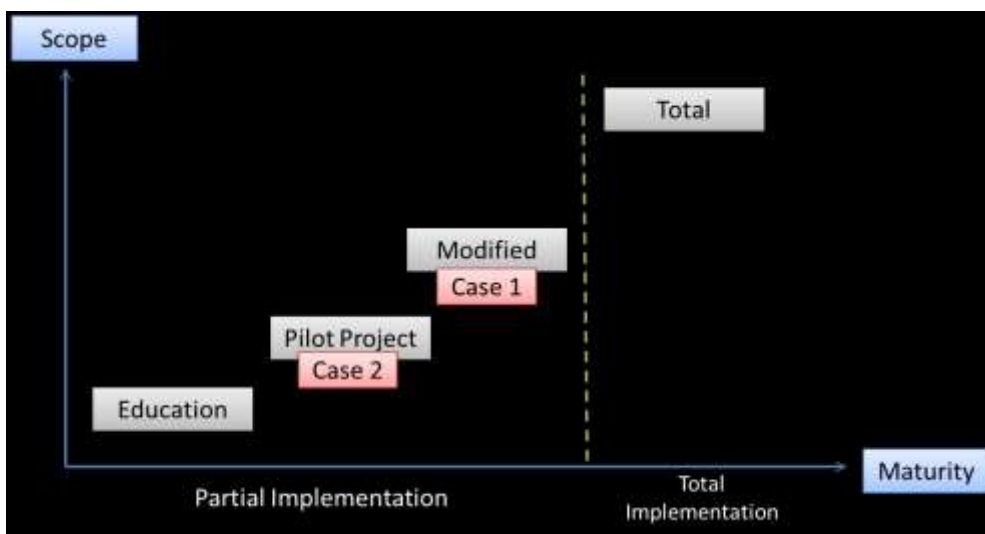 Scope
Total
Modified
Case 1
Pilot Project
Case 2
Education
Maturity
Partial Implementation
Total
Implementation